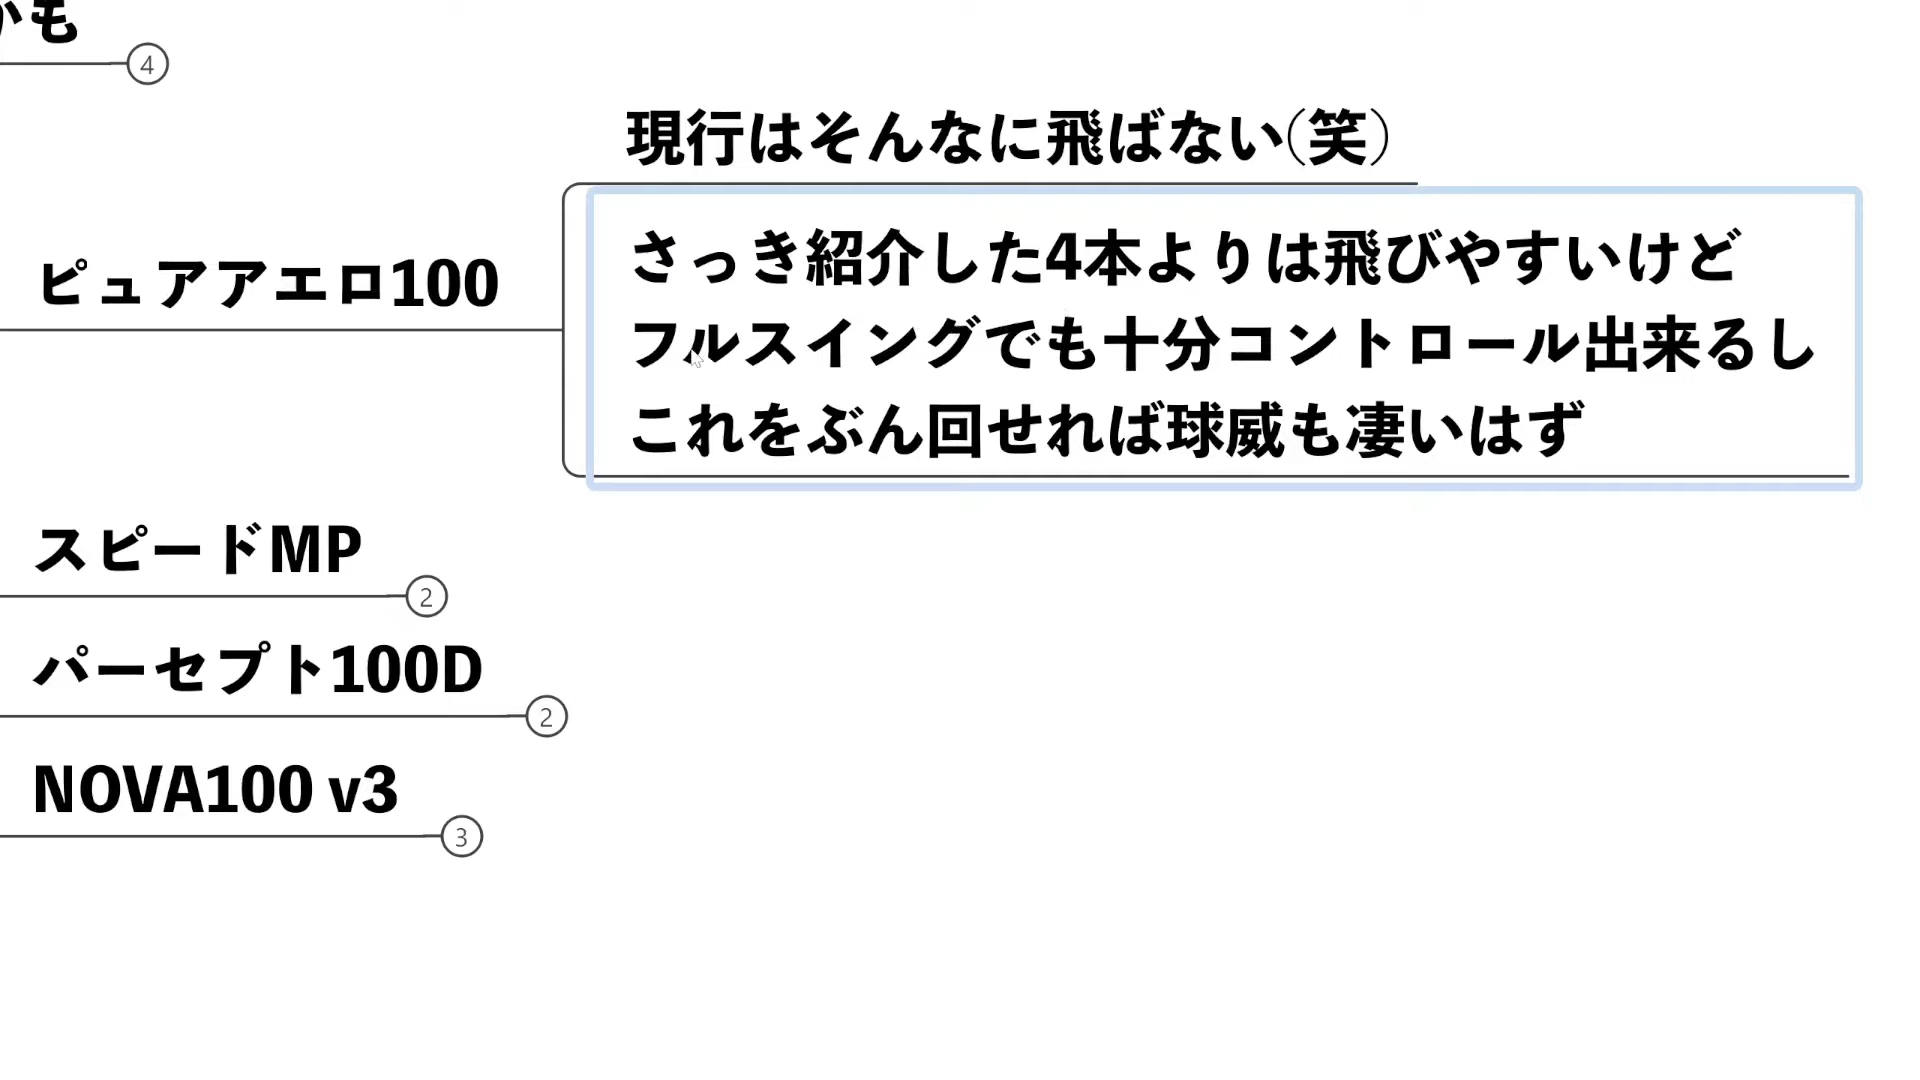 かも
4
現行はそんなに飛ばない(笑)
ピュアアエロ100
さっき紹介した4本よりは飛びやすいけど
フルスイングでも十分コントロール出来るし
これをぶん回せれば球威も凄いはず
スピードMP
2
パーセプト100D
2
NOVA100 v3
3